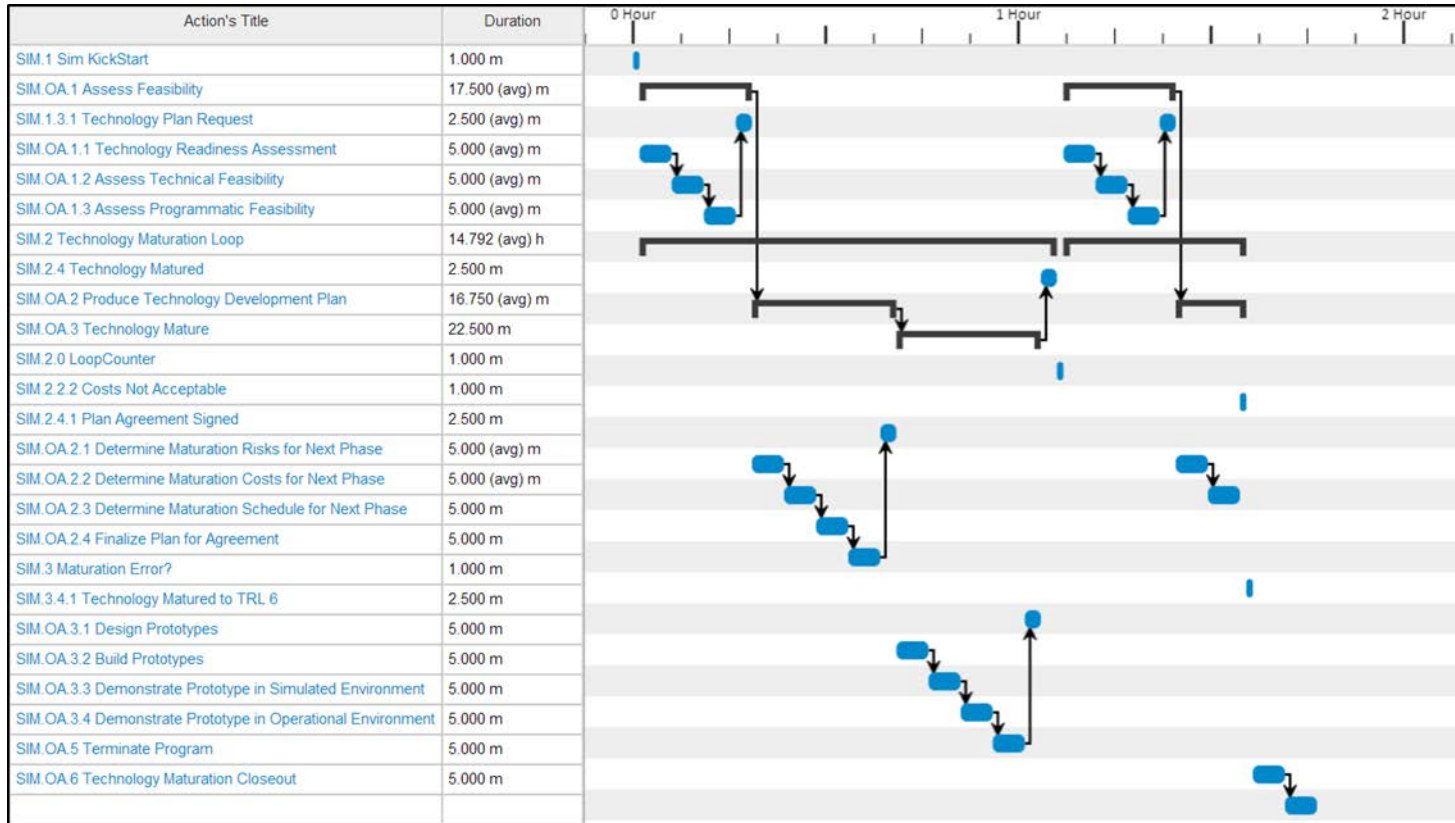 Action's Title Duration 0 Hour 1 Hour 2 Hour
SIM.1 Sim KickStart 1.000 m
SIM.OA.1 Assess Feasibility 17.500 (avg) m
SIM.1.3.1 Technology Plan Request 2.500 (avg) m
SIM.OA.1.1 Technology Readiness Assessment 5.000 (avg) m
SIM.OA.1.2 Assess Technical Feasibility 5.000 (avg) m
SIM.OA.1.3 Assess Programmatic Feasibility 5.000 (avg) m
SIM.2 Technology Maturation Loop 14.792 (avg) h
SIM.2.4 Technology Matured 2.500 m
SIM.OA.2 Produce Technology Development Plan 16.750 (avg) m
SIM.OA.3 Technology Mature 22.500 m
SIM.2.0 LoopCounter 1.000 m
SIM.2.2.2 Costs Not Acceptable 1.000 m
SIM.2.4.1 Plan Agreement Signed 2.500 m
SIM.OA.2.1 Determine Maturation Risks for Next Phase 5.000 (avg) m
SIM.OA.2.2 Determine Maturation Costs for Next Phase 5.000 (avg) m
SIM.OA.2.3 Determine Maturation Schedule for Next Phase 5.000 m
SIM.OA.2.4 Finalize Plan for Agreement 5.000 m
SIM.3 Maturation Error? 1.000 m
SIM.3.4.1 Technology Matured to TRL 6 2.500 m
SIM.OA.3.1 Design Prototypes 5.000 m
SIM.OA.3.2 Build Prototypes 5.000 m
SIM.OA.3.3 Demonstrate Prototype in Simulated Environment 5.000 m
SIM.OA.3.4 Demonstrate Prototype in Operational Environment 5.000 m
SIM.OA.5 Terminate Program 5.000 m
SIM.OA.6 Technology Maturation Closeout 5.000 m